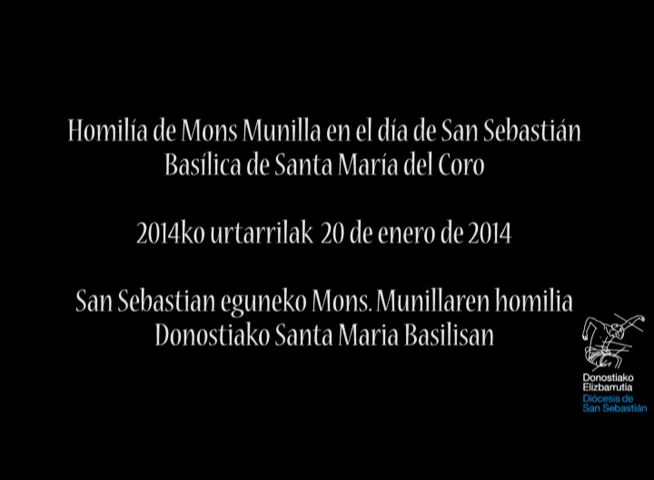 Homilía de Mons Munilla en el día de San Sebastián
Basílica de Santa María del Coro
2014ko urtarrilak 20 de enero de 2014
San Sebastian eguneko Mons. Munillaren homilia
Donostiako Santa Maria Basilisan
Donostiako
Elizbarrutia
Diócesis de
San Sebastián